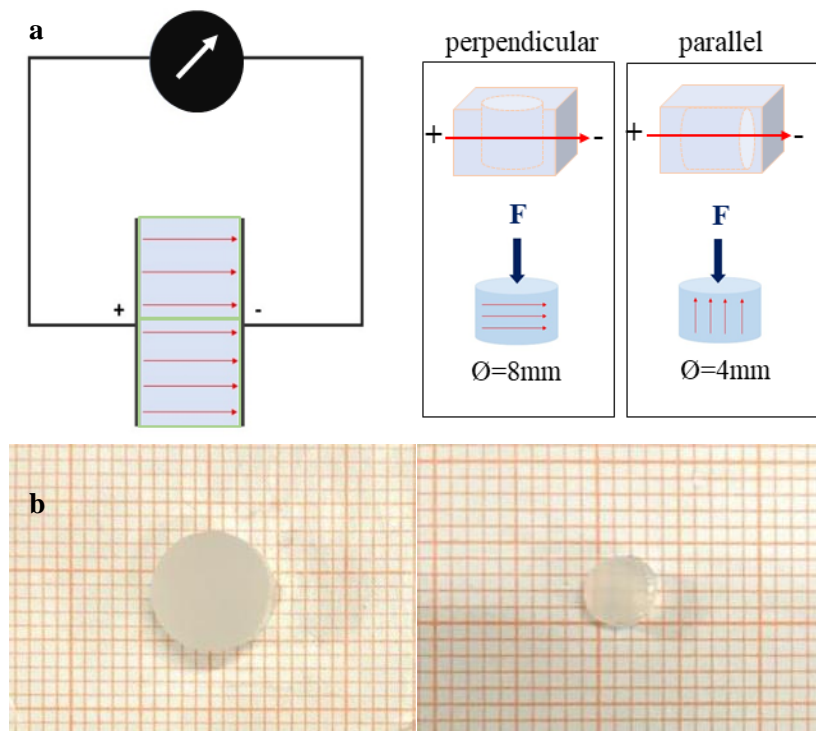 a
+
-
perpendicular
+
-
F
Ø=8mm
parallel
+
-
F
Ø=4mm
b